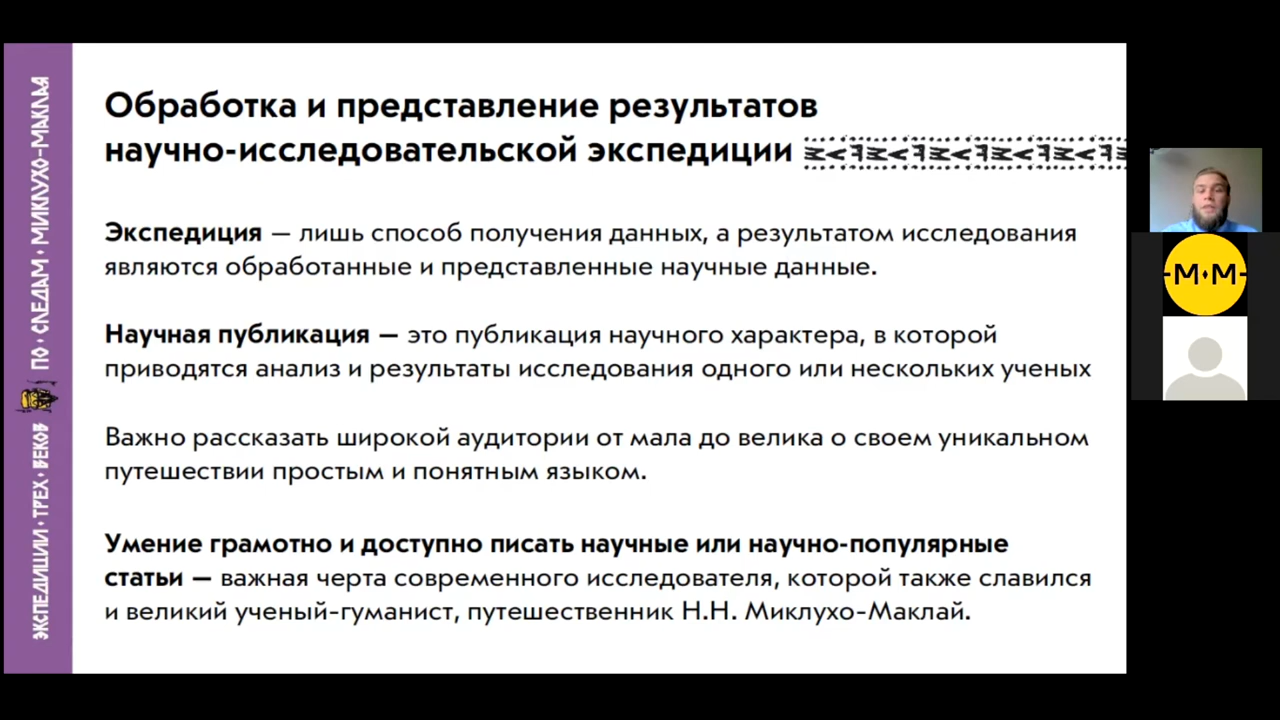 Обработка и представление результатов
научно-исследовательской экспедиции
Экспедиция — лишь способ получения данных, а результатом исследования
являются обработанные и представленные научные данные.
Научная публикация — это публикация научного характера, в которой
приводятся анализ и результаты исследования одного или нескольких ученых
Важно рассказать широкой аудитории от мала до велика о своем уникальном
путешествии простым и понятным языком.
Умение грамотно и доступно писать научные или научно-популярные
статьи — важная черта современного исследователя, которой также славился
и великий ученый-гуманист, путешественник Н.Н. Миклухо-Маклай.
ЭКСПЕДИЦИИ • ТРЕХ • ВЕКОВ ПО • СЛЕДАМ • МИКЛУХО-МАКЛАЯ
-М•М-